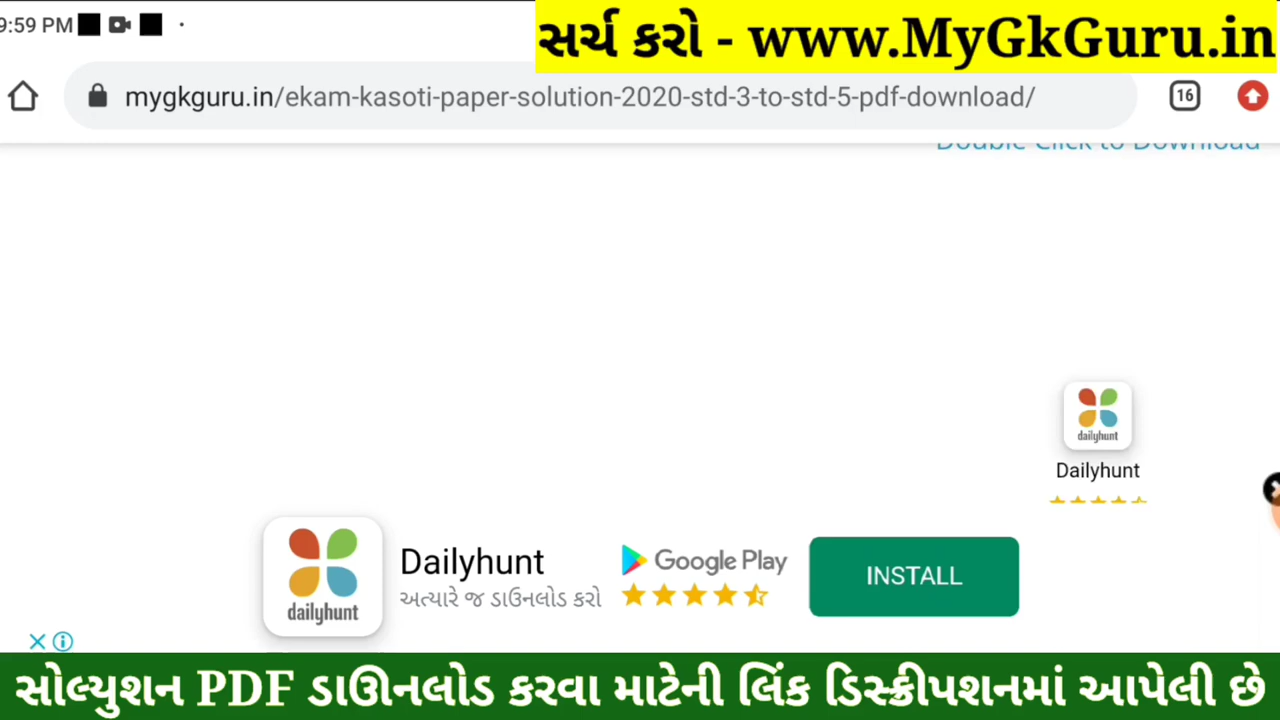 9:59 PM
સર્ચ કરો - www.MyGkGuru.in
mygkguru.in/ekam-kasoti-paper-solution-2020-std-3-to-std-5-pdf-download/
16
Double Click to Download
dailyhunt
Dailyhunt
dailyhunt
Dailyhunt
અત્યારે જ ડાઉનલોડ કરો
Google Play
INSTALL
સોલ્યુશન PDF ડાઊનલોડ કરવા માટેની લિંક ડિસ્ક્રીપશનમાં આપેલી છે